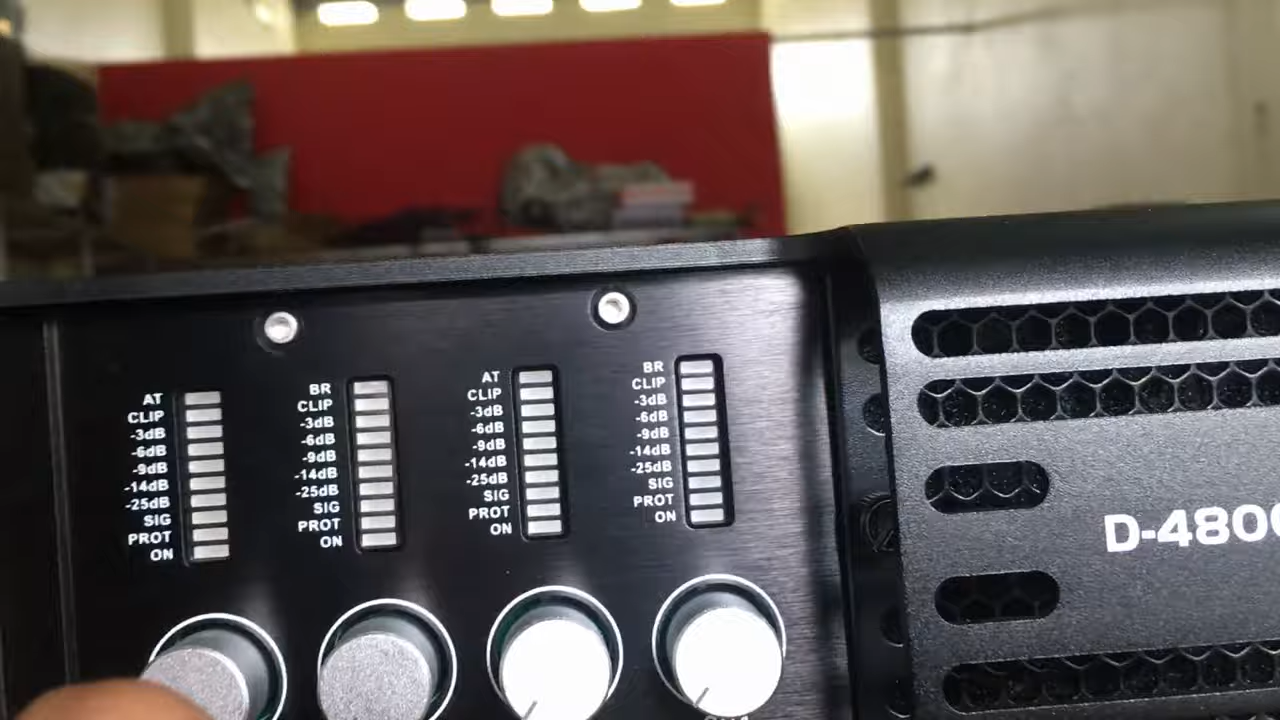 AT
CLIP
-3dB
-6dB
-9dB
-14dB
-25dB
SIG
PROT
ON
BR
CLIP
-3dB
-6dB
-9dB
-14dB
-25dB
SIG
PROT
ON
AT
CLIP
-3dB
-6dB
-9dB
-14dB
-25dB
SIG
PROT
ON
BR
CLIP
-3dB
-6dB
-9dB
-14dB
-25dB
SIG
PROT
ON
D-480